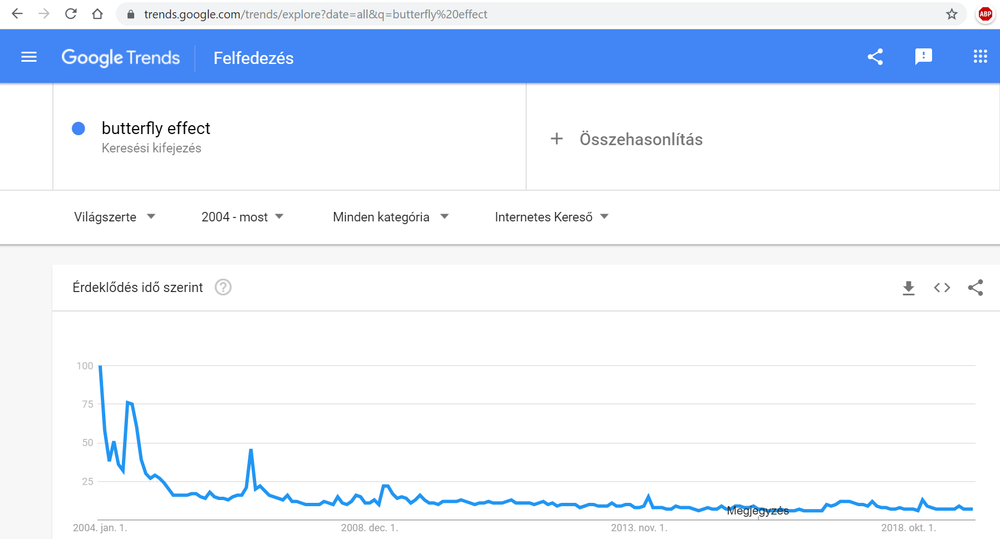 trends.google.com/trends/explore?date=all&q=butterfly%20effect
ABP
Google Trends
Felfedezés
butterfly effect
Keresési kifejezés
+ Összehasonlítás
Világszerte
2004 - most
Minden kategória
Internetes Kereső
Érdeklődés idő szerint
100
75
50
25
Megjegyzés
2004. jan. 1.
2008. dec. 1.
2013. nov. 1.
2018. okt. 1.